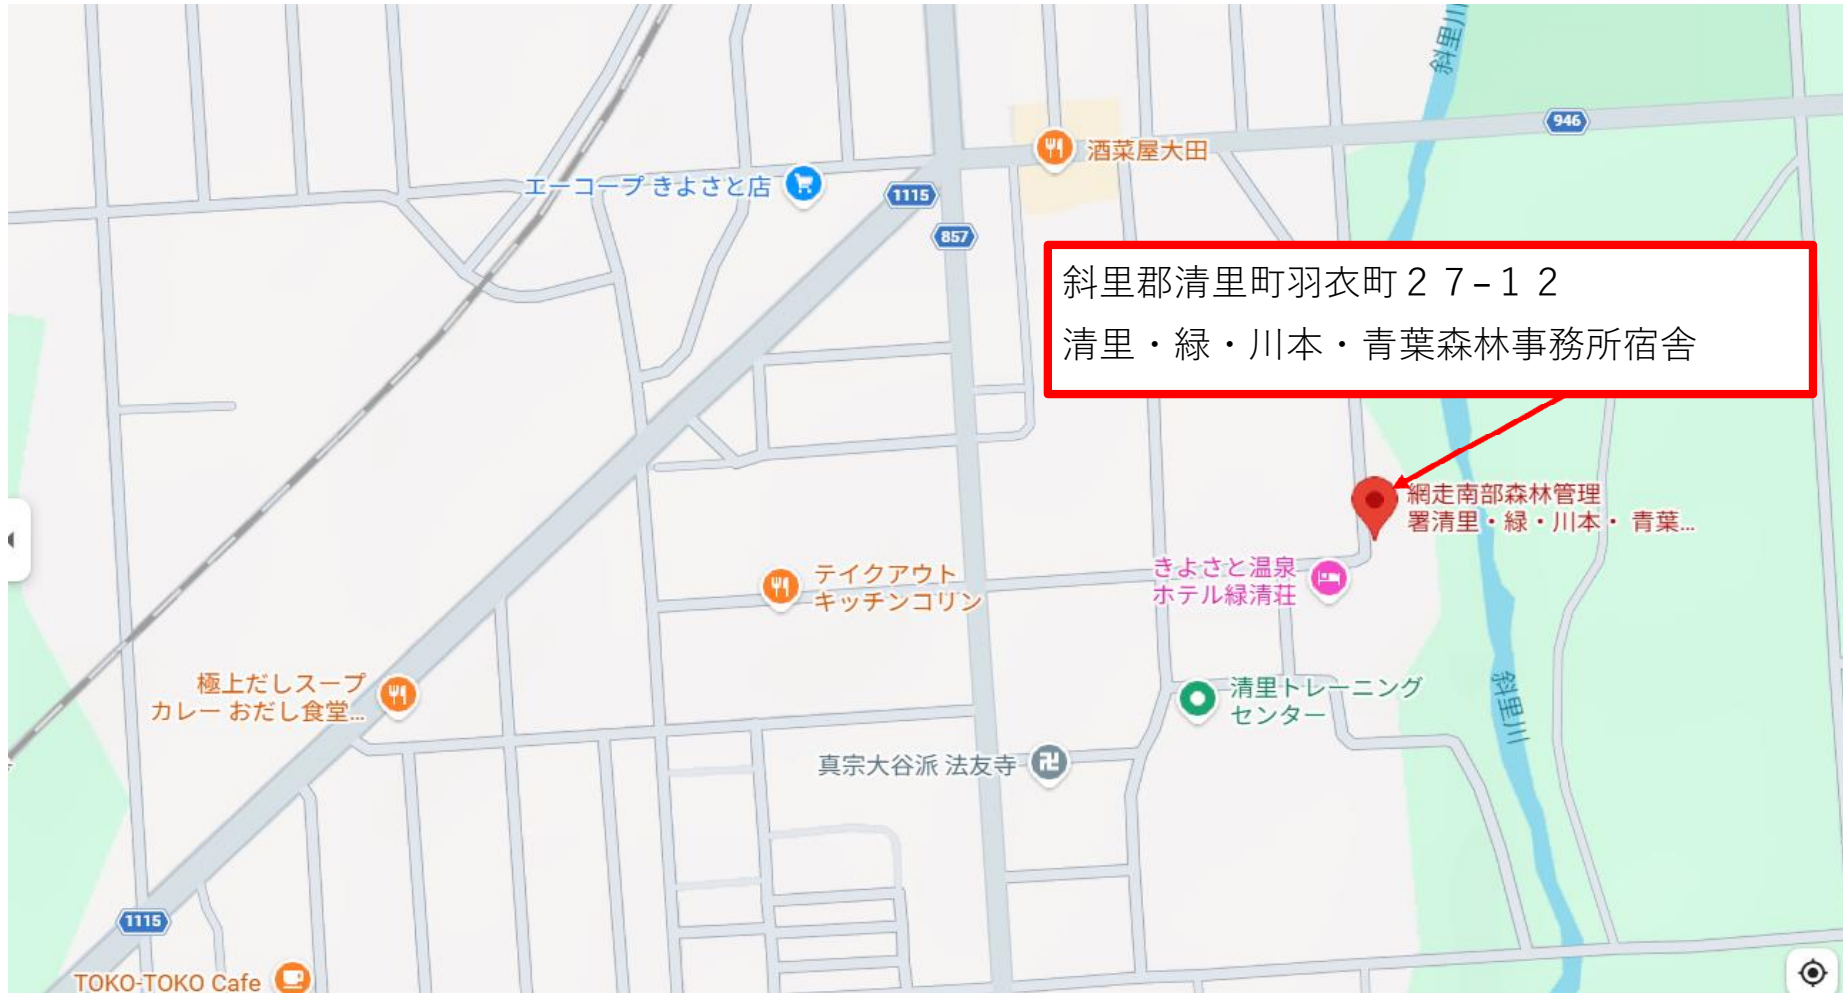 斜里川
946
酒菜屋大田
エーコープ きよさと店
1115
857
斜里郡清里町羽衣町２７−１２
清里・緑・川本・青葉森林事務所宿舎
網走南部森林管理
署清里・緑・川本・ 青葉...
きよさと温泉
ホテル緑清荘
テイクアウト
キッチンコリン
極上だしスープ
カレー おだし食堂...
清里トレーニング
センター
斜里川
真宗大谷派 法友寺
卍
1115
TOKO-TOKO Cafe